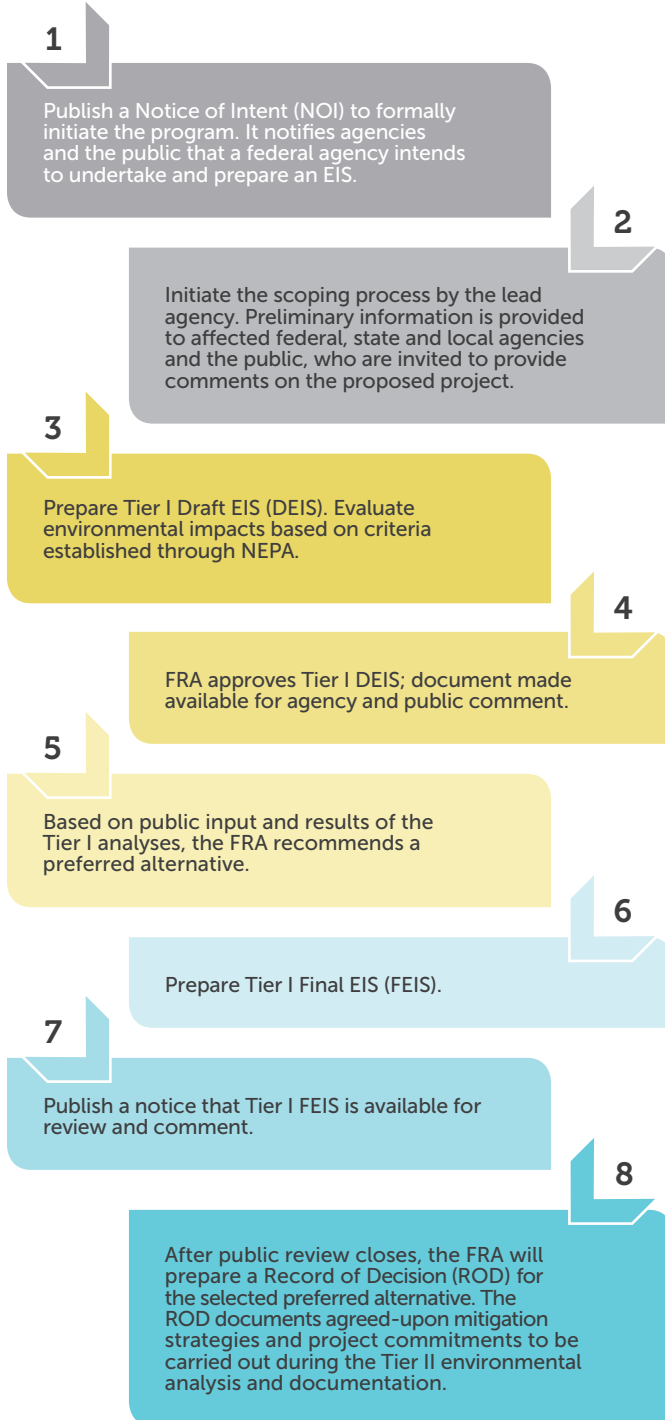 1
Publish a Notice of Intent (NOI) to formally
initiate the program. It notifies agencies
and the public that a federal agency intends
to undertake and prepare an EIS.
2
Initiate the scoping process by the lead
agency. Preliminary information is provided
to affected federal, state and local agencies
and the public, who are invited to provide
comments on the proposed project.
3
Prepare Tier I Draft EIS (DEIS). Evaluate
environmental impacts based on criteria
established through NEPA.
4
FRA approves Tier I DEIS; document made
available for agency and public comment.
5
Based on public input and results of the
Tier I analyses, the FRA recommends a
preferred alternative.
6
Prepare Tier I Final EIS (FEIS).
7
Publish a notice that Tier I FEIS is available for
review and comment.
8
After public review closes, the FRA will
prepare a Record of Decision (ROD) for
the selected preferred alternative. The
ROD documents agreed-upon mitigation
strategies and project commitments to be
carried out during the Tier II environmental
analysis and documentation.